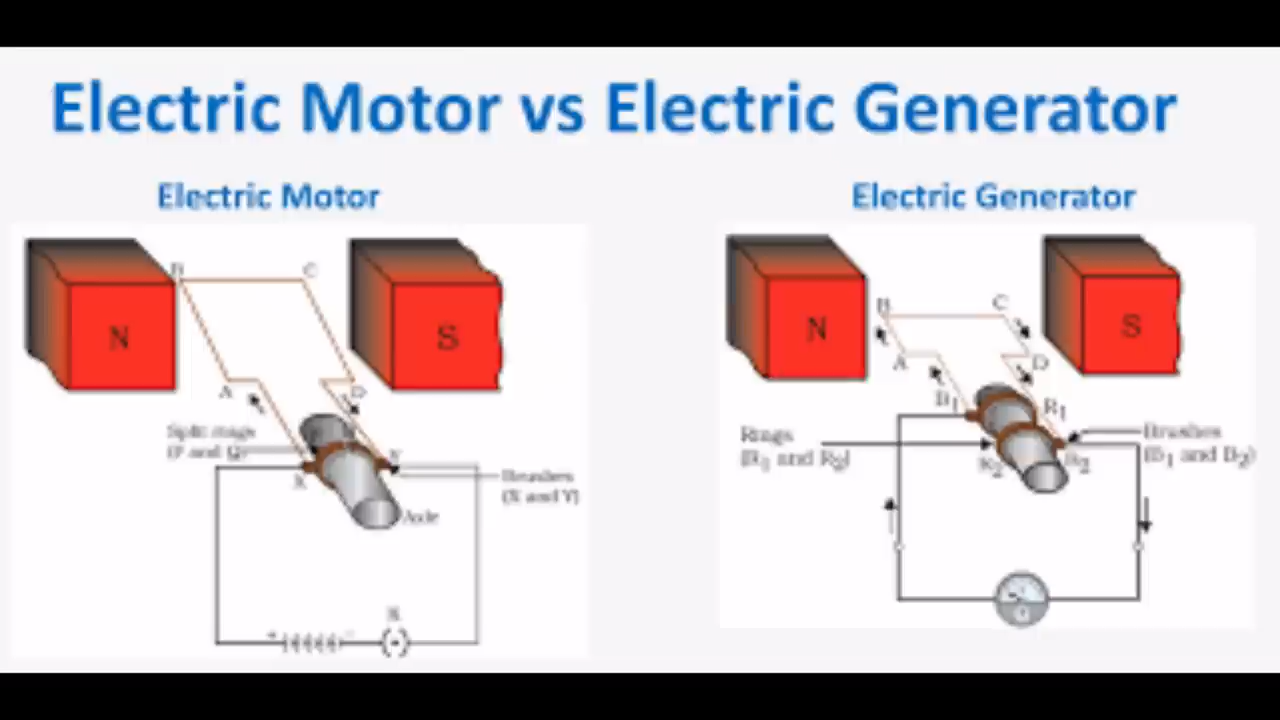 Electric Motor vs Electric Generator
Electric Motor
N
S
B
C
A
D
Split rings
(P and Q)
X
Y
Brushes
(X and Y)
Axle
+
-
K
Electric Generator
N
S
B
C
A
D
B1
R1
Rings
(R1 and R2)
R2
B2
Brushes
(B1 and B2)